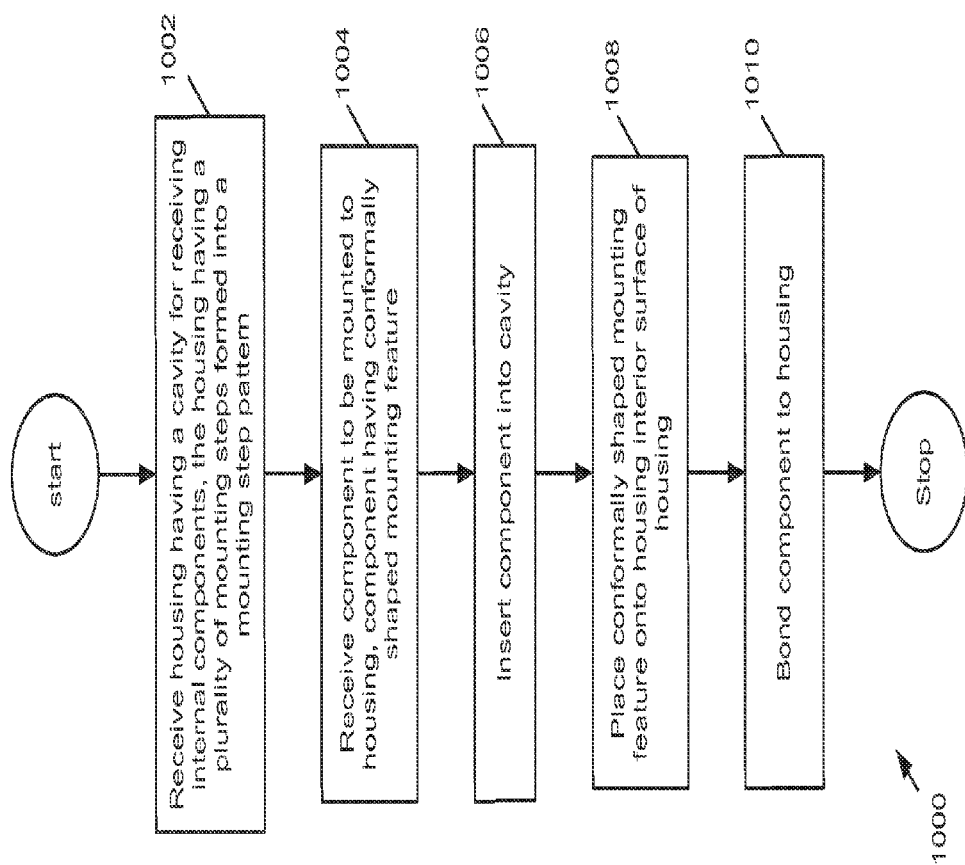 start
1002
Receive housing having a cavity for receiving
internal components, the housing having a
plurality of mounting steps formed into a
mounting step pattern
1004
Receive component to be mounted to
housing, component having conformally
shaped mounting feature
1006
Insert component into cavity
1008
Place conformally shaped mounting
feature onto housing interior surface of
housing
1010
Bond component to housing
Stop
1000